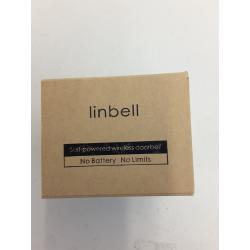 linbell
Self-powered wireless doorbell
No Battery No Limits